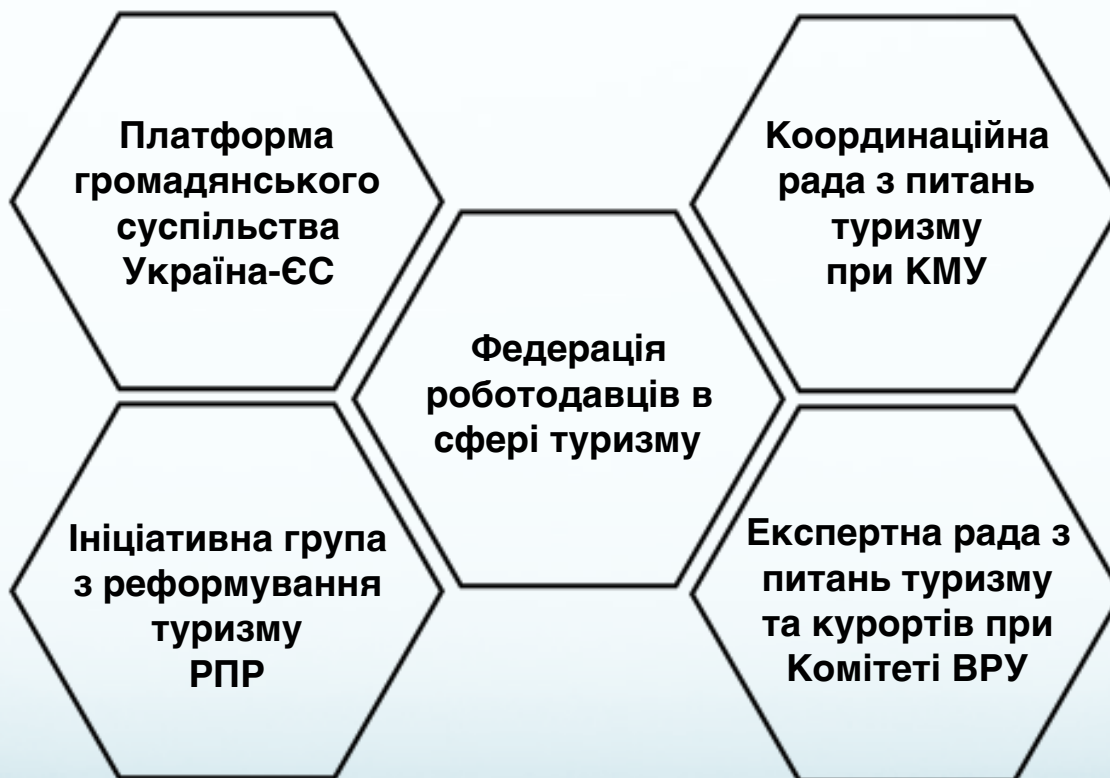 Платформа
громадянського
суспільства
Україна-ЄС
Координаційна
рада з питань
туризму
при КМУ
Федерація
роботодавців в
сфері туризму
Ініціативна група
з реформування
туризму
РПР
Експертна рада з
питань туризму
та курортів при
Комітеті ВРУ